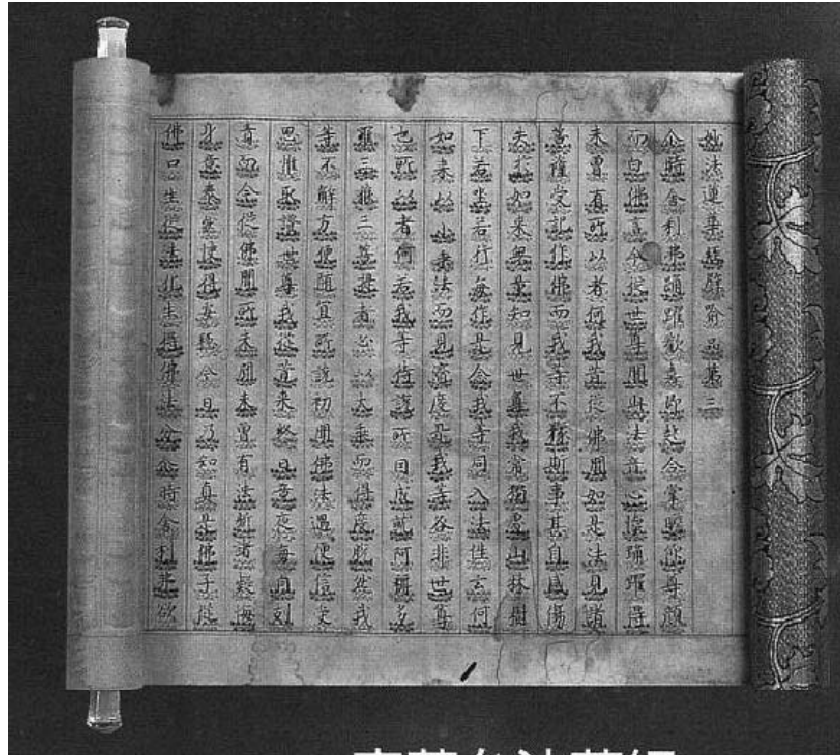 妙法蓮華經譬喻品第三
尒時舍利弗踊躍歡喜即起合掌瞻仰尊顏
而白佛言今從世尊聞此法音心懷踊躍得
未曾有所以者何我昔從佛聞如是法見諸
菩薩受記作佛而我等不豫斯事甚自感傷
失於如來無量知見世尊我常獨處山林樹
下若坐若行每作是念我等同入法性云何
如來以小乘法而見濟度是我等咎非世尊
也所以者何若我等待說所因成就阿耨多
羅三藐三菩提者必以大乘而得度脫然我
等不解方便隨宜所說初聞佛法遇便信受
思惟取證世尊我從昔來終日竟夜每自剋
責而今從佛聞所未聞未曾有法斷諸疑悔
身意泰然快得安隱今日乃知真是佛子從
佛口生從法化生得佛法分尒時舍利弗欲